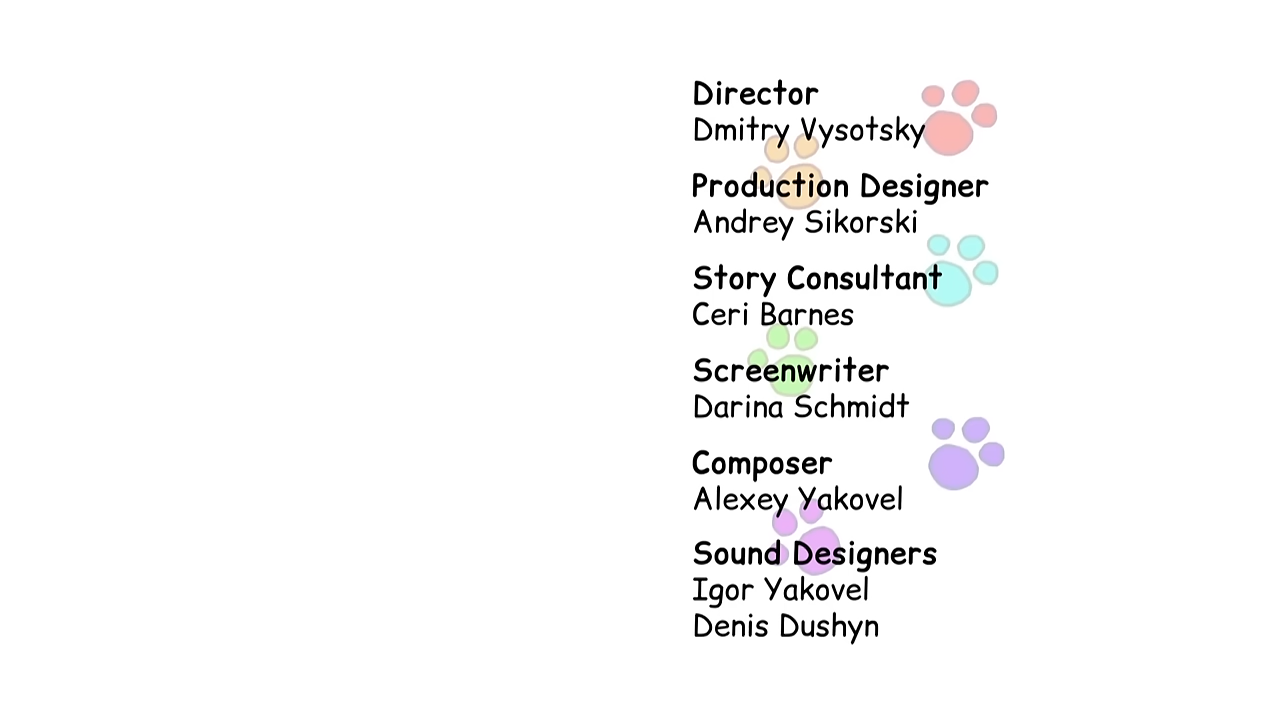 Director
Dmitry Vysotsky
Production Designer
Andrey Sikorski
Story Consultant
Ceri Barnes
Screenwriter
Darina Schmidt
Composer
Alexey Yakovel
Sound Designers
Igor Yakovel
Denis Dushyn